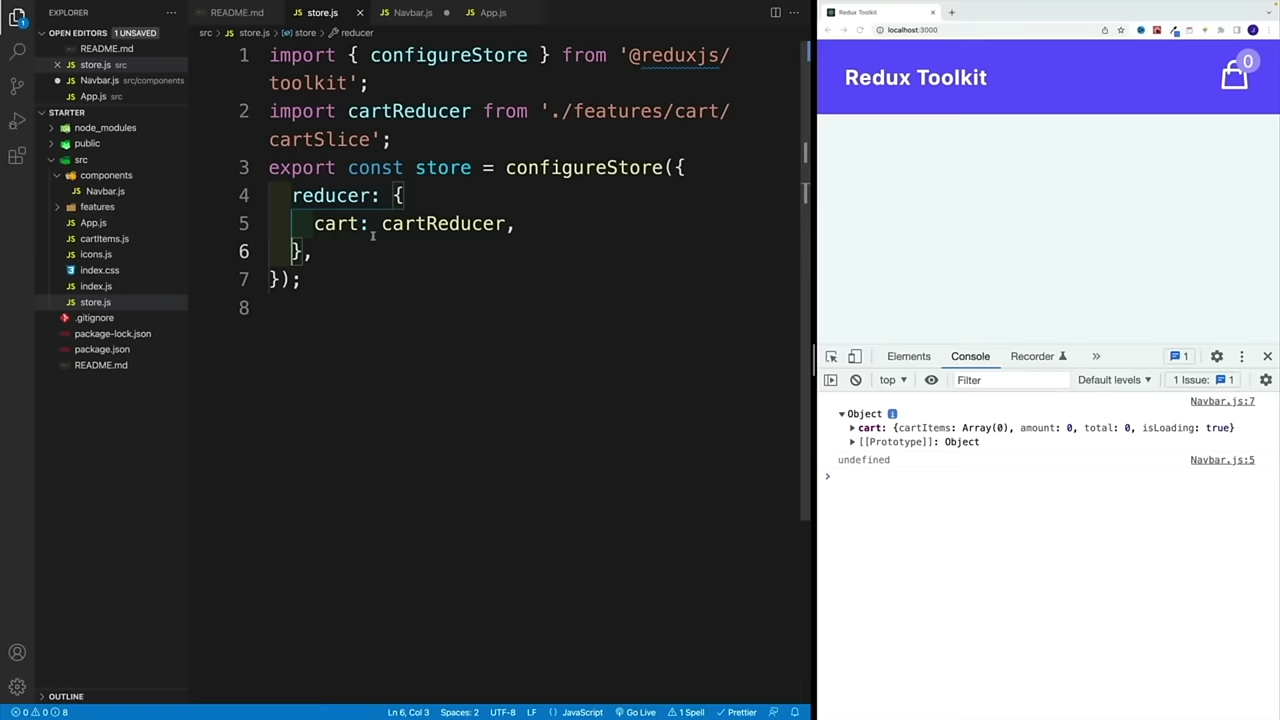 EXPLORER
OPEN EDITORS 1 UNSAVED
README.md
store.js src
Navbar.js src/components
App.js src
STARTER
node_modules
public
src
components
Navbar.js
features
App.js
cartItems.js
icons.js
index.css
index.js
store.js
.gitignore
package-lock.json
package.json
README.md
OUTLINE
README.md
store.js
Navbar.js
App.js
src > store.js > store > reducer
1 import { configureStore } from '@reduxjs/
toolkit';
2 import cartReducer from './features/cart/
cartSlice';
3 export const store = configureStore({
4 reducer: {
5 cart: cartReducer,
6 },
7 });
8
0 0 8
Ln 6, Col 3
Spaces: 2
UTF-8
LF
{ } JavaScript
Go Live
1 Spell
Prettier
Redux Toolkit
localhost:3000
Redux Toolkit
0
Elements
Console
Recorder
»
1
top
Filter
Default levels
1 Issue: 1
Navbar.js:7
Object
cart: {cartItems: Array(0), amount: 0, total: 0, isLoading: true}
[[Prototype]]: Object
undefined
Navbar.js:5